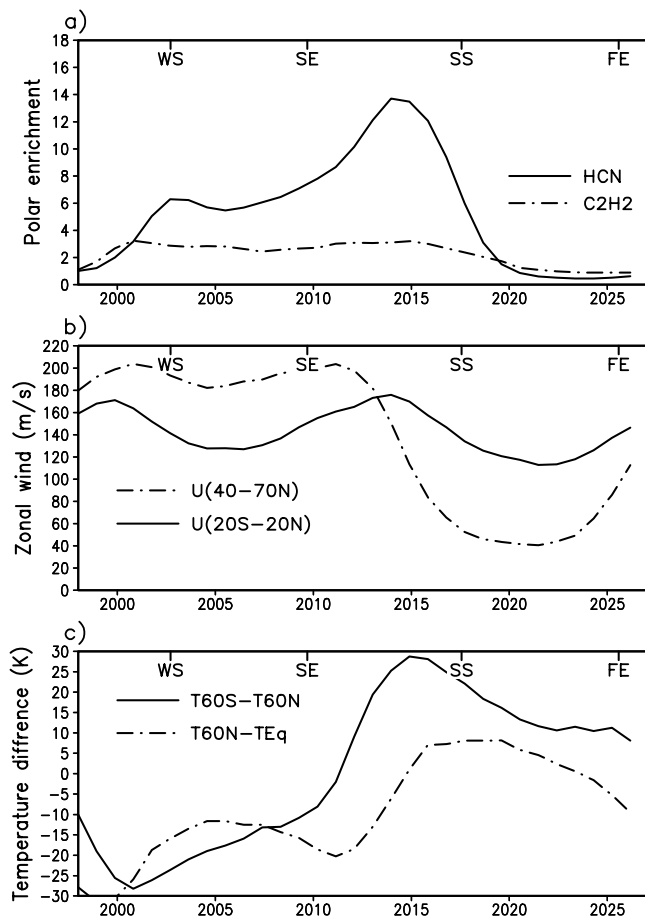 a)
Polar enrichment
18
16
14
12
10
8
6
4
2
0
WS SE SS FE
HCN
C2H2
2000 2005 2010 2015 2020 2025
b)
Zonal wind (m/s)
220
200
180
160
140
120
100
80
60
40
20
0
WS SE SS FE
U(40-70N)
U(20S-20N)
2000 2005 2010 2015 2020 2025
c)
Temperature diffrence (K)
30
25
20
15
10
5
0
-5
-10
-15
-20
-25
-30
WS SE SS FE
T60S-T60N
T60N-TEq
2000 2005 2010 2015 2020 2025